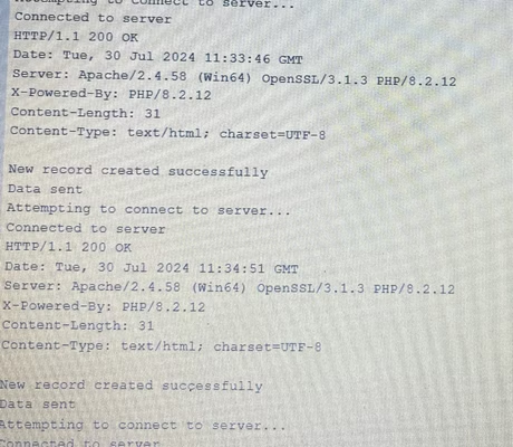 Attempting to connect to server...
Connected to server
HTTP/1.1 200 OK
Date: Tue, 30 Jul 2024 11:33:46 GMT
Server: Apache/2.4.58 (Win64) OpenSSL/3.1.3 PHP/8.2.12
X-Powered-By: PHP/8.2.12
Content-Length: 31
Content-Type: text/html; charset=UTF-8
New record created successfully
Data sent
Attempting to connect to server...
Connected to server
HTTP/1.1 200 OK
Date: Tue, 30 Jul 2024 11:34:51 GMT
Server: Apache/2.4.58 (Win64) OpenSSL/3.1.3 PHP/8.2.12
X-Powered-By: PHP/8.2.12
Content-Length: 31
Content-Type: text/html; charset=UTF-8
New record created successfully
Data sent
Attempting to connect to server...
Connected to server